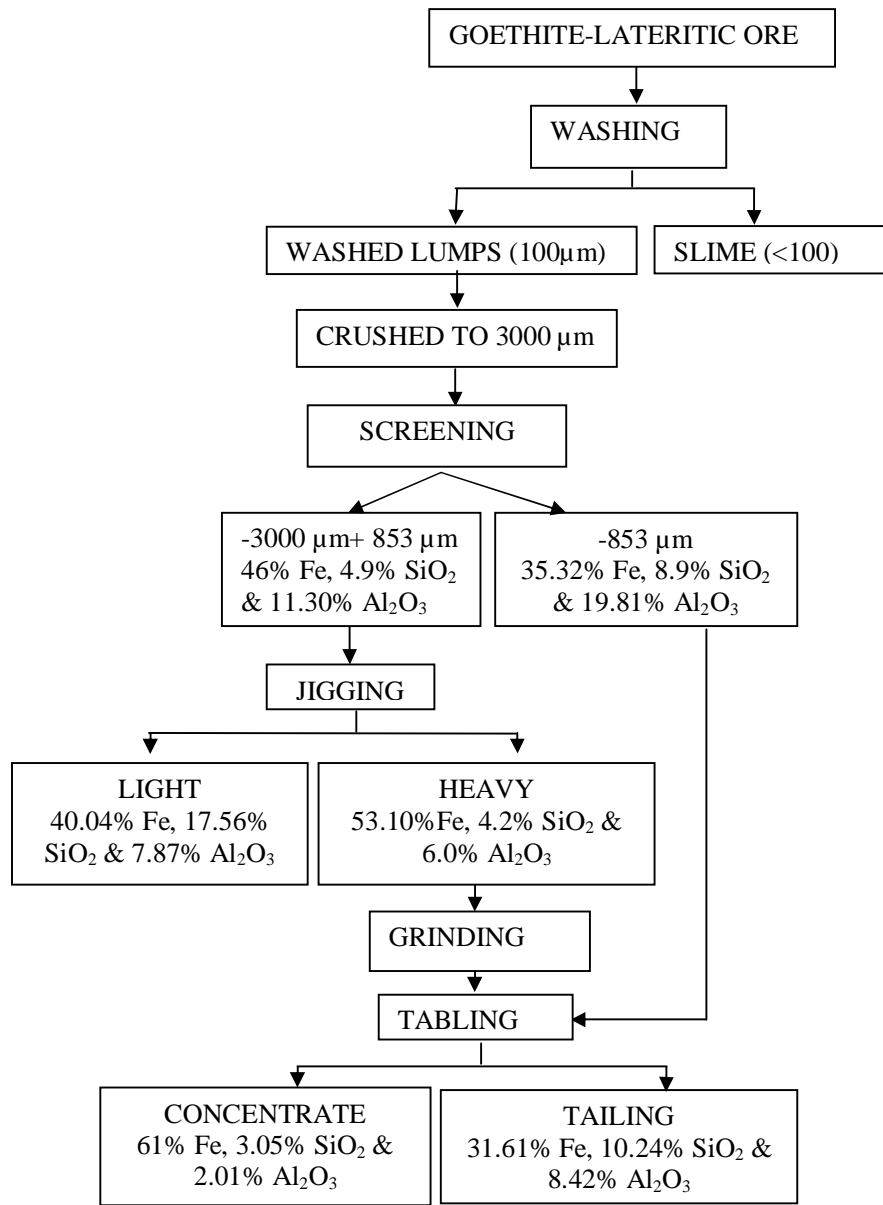 GOETHITE-LATERITIC ORE
WASHING
WASHED LUMPS (100µm)
SLIME (<100)
CRUSHED TO 3000 µm
SCREENING
-3000 µm+ 853 µm
46% Fe, 4.9% SiO₂
& 11.30% Al₂O₃
-853 µm
35.32% Fe, 8.9% SiO₂
& 19.81% Al₂O₃
JIGGING
LIGHT
40.04% Fe, 17.56%
SiO₂ & 7.87% Al₂O₃
HEAVY
53.10%Fe, 4.2% SiO₂ &
6.0% Al₂O₃
GRINDING
TABLING
CONCENTRATE
61% Fe, 3.05% SiO₂ &
2.01% Al₂O₃
TAILING
31.61% Fe, 10.24% SiO₂ &
8.42% Al₂O₃